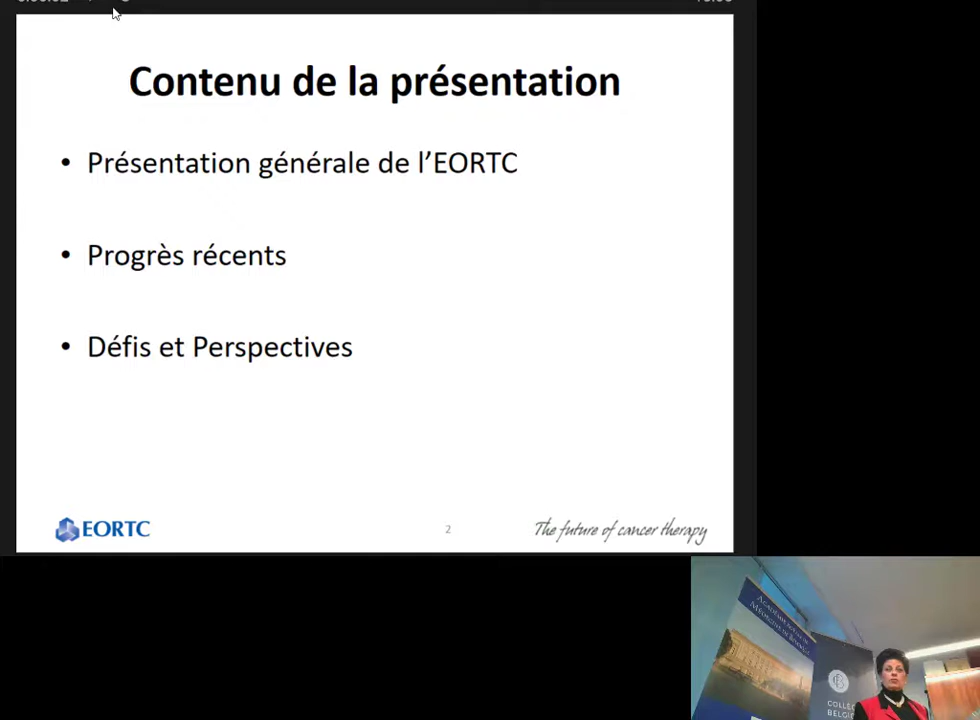 Contenu de la présentation
• Présentation générale de l’EORTC
• Progrès récents
• Défis et Perspectives
EORTC
2
The future of cancer therapy